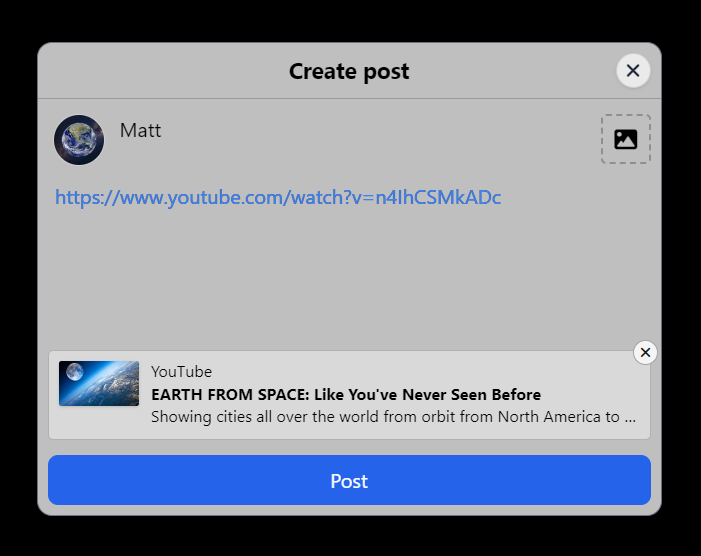 Create post
Matt
https://www.youtube.com/watch?v=n4IhCSMkADc
YouTube
EARTH FROM SPACE: Like You've Never Seen Before
Showing cities all over the world from orbit from North America to ...
Post